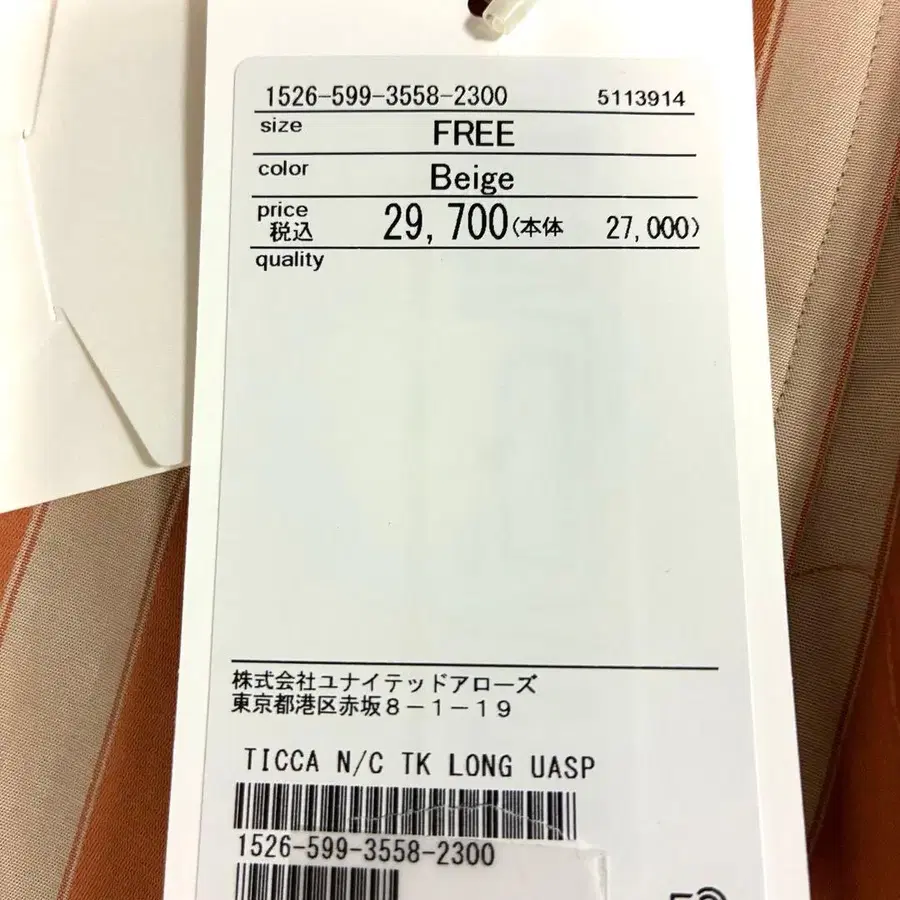 1526-599-3558-2300 5113914
size FREE
color Beige
price
税込 29,700(本体 27,000)
quality
株式会社ユナイテッドアローズ
東京都港区赤坂8-1-19
TICCA N/C TK LONG UASP
1526-599-3558-2300